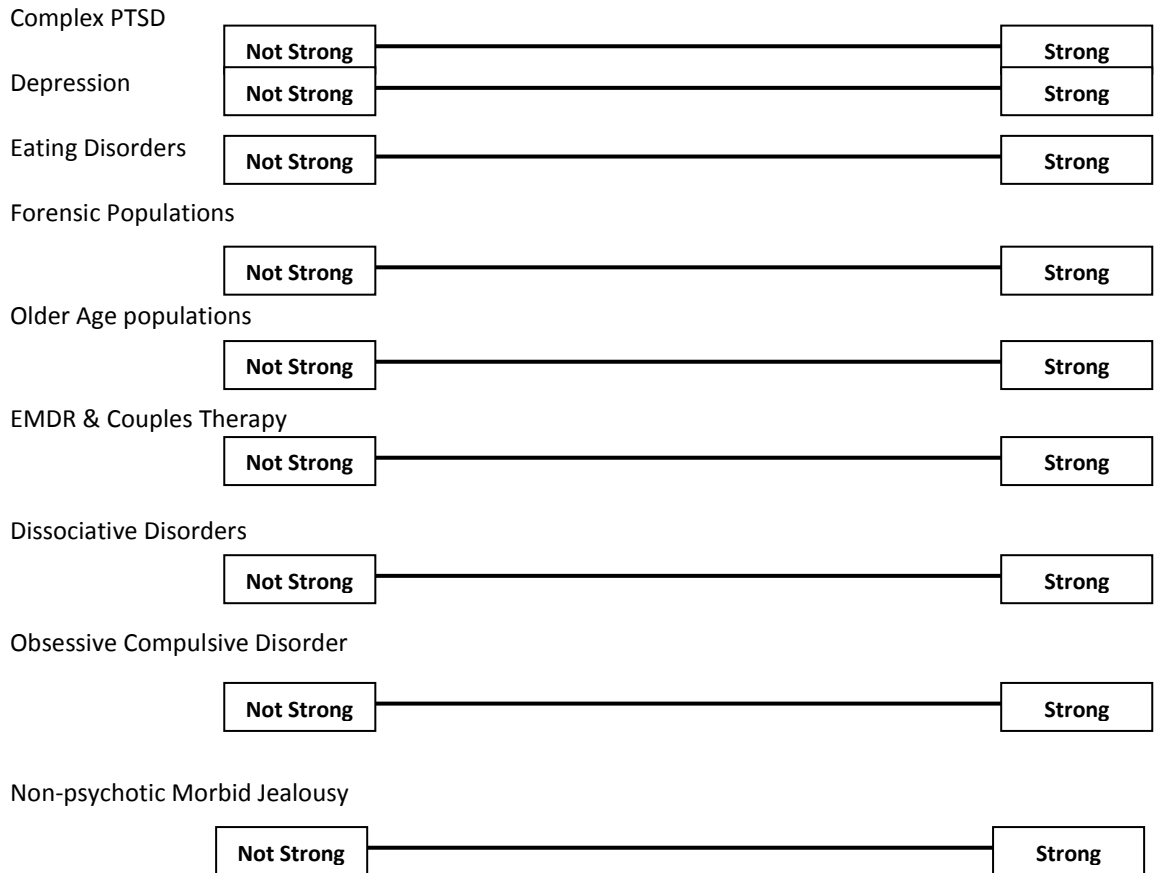 Complex PTSD
Not Strong Strong
Depression
Not Strong Strong
Eating Disorders
Not Strong Strong
Forensic Populations
Not Strong Strong
Older Age populations
Not Strong Strong
EMDR & Couples Therapy
Not Strong Strong
Dissociative Disorders
Not Strong Strong
Obsessive Compulsive Disorder
Not Strong Strong
Non-psychotic Morbid Jealousy
Not Strong Strong